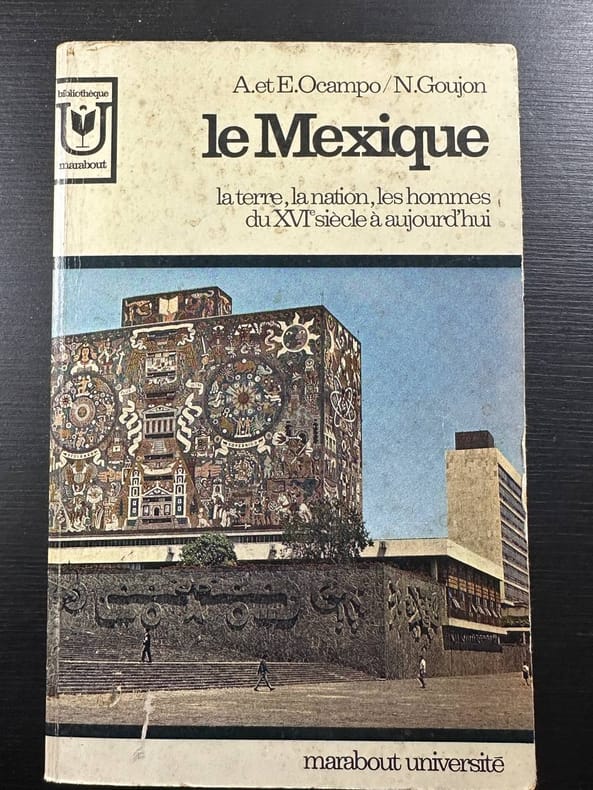 bibliothèque
marabout
A. et E. Ocampo / N. Goujon
le Mexique
la terre, la nation, les hommes
du XVIe siècle à aujourd'hui
marabout université